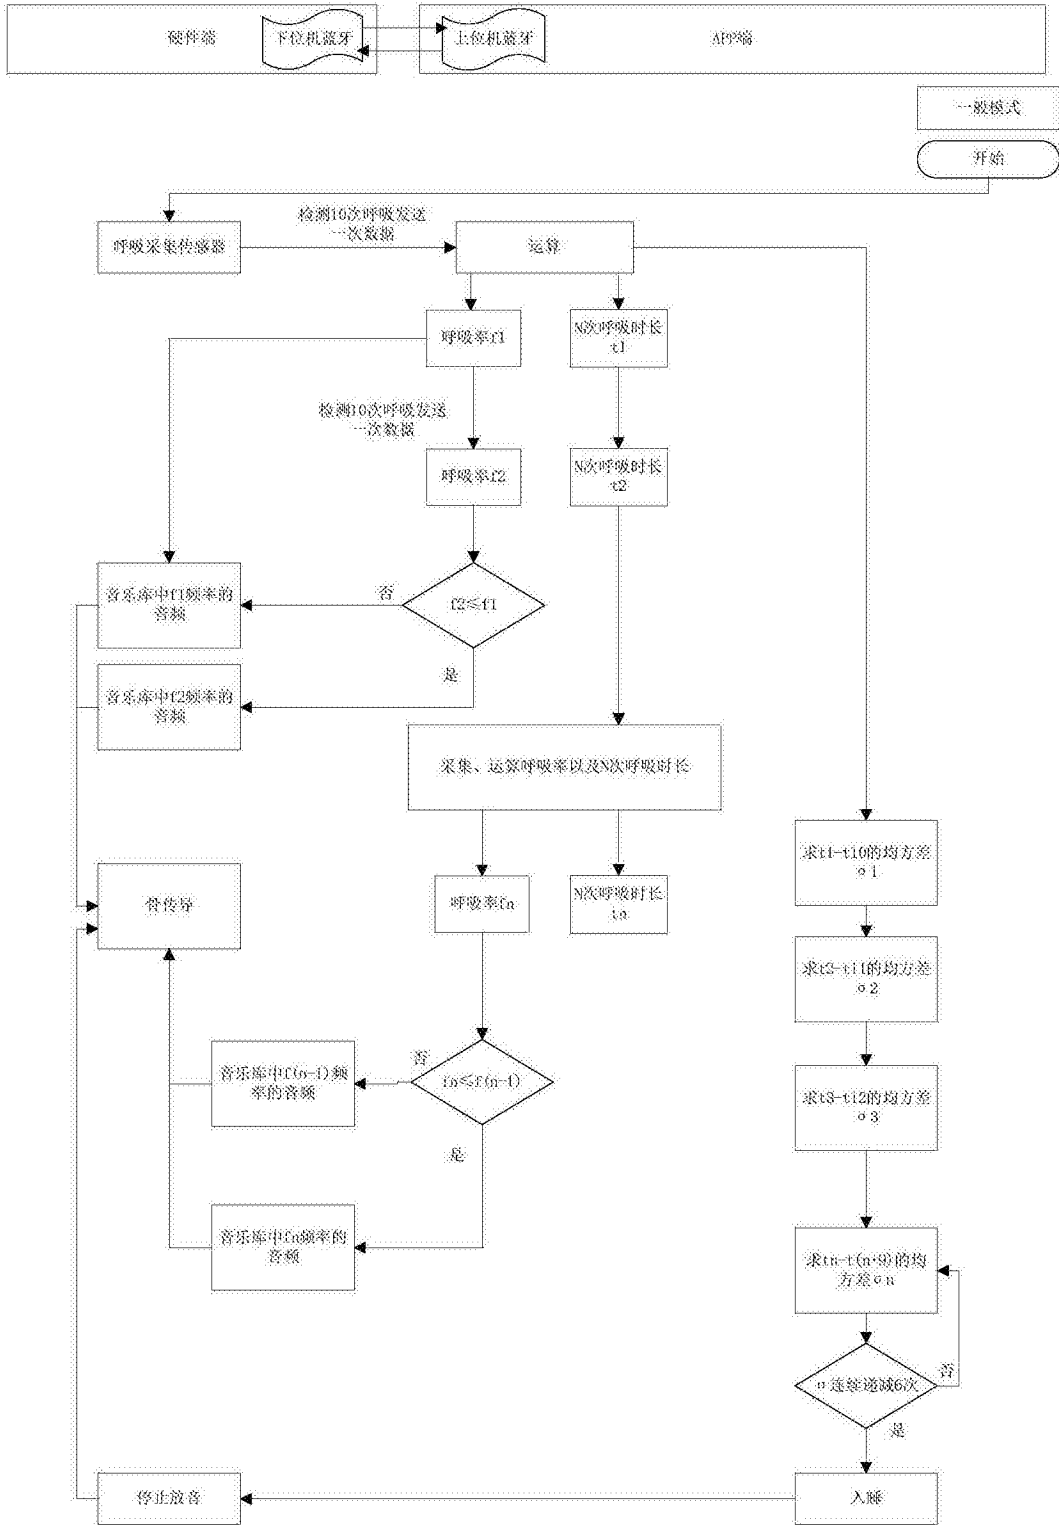 硬件端
下位机蓝牙
上位机蓝牙
APP端
一般模式
开始
检测10次呼吸发送
一次数据
呼吸采集传感器
运算
呼吸率f1
N次呼吸时长
t1
检测10次呼吸发送
一次数据
呼吸率f2
N次呼吸时长
t2
音乐库中f1频率的
音频
否
f2≤f1
是
音乐库中f2频率的
音频
采集、运算呼吸率以及N次呼吸时长
求t1-t10的均方差
σ1
骨传导
呼吸率fn
N次呼吸时长
tn
求t2-t11的均方差
σ2
音乐库中f(n-1)频
率的音频
否
fn≤f(n-1)
求t3-t12的均方差
σ3
是
音乐库中fn频率的
音频
求tn-t(n+9)的均
方差σn
σ连续递减6次
否
是
停止放音
入睡